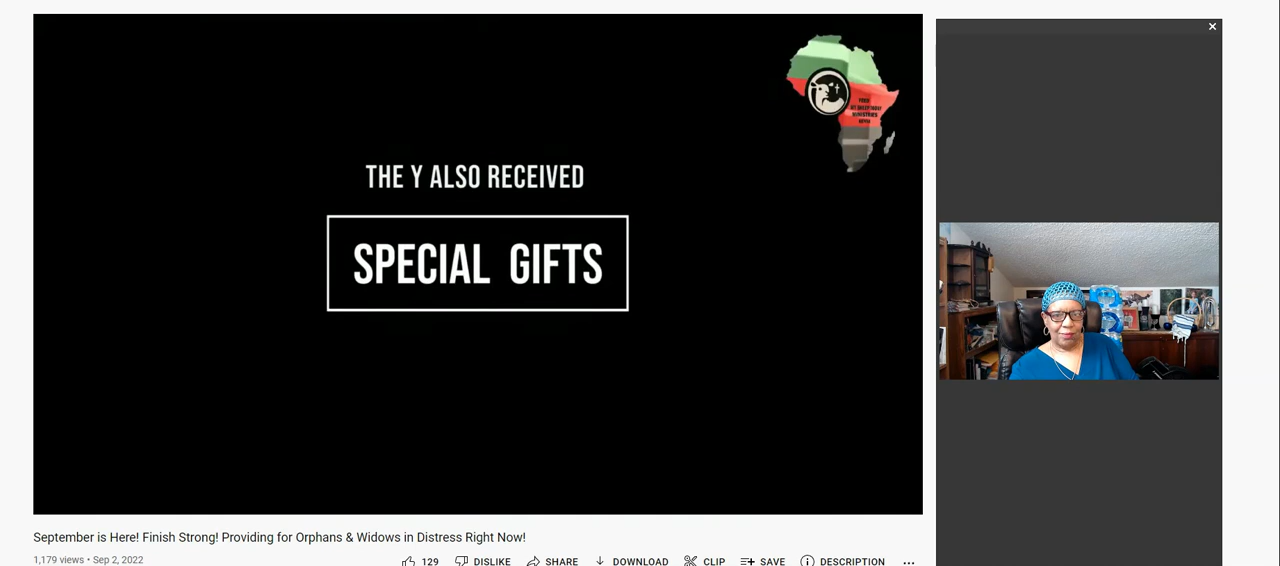 THE Y ALSO RECEIVED
SPECIAL GIFTS
MINISTRIES
September is Here! Finish Strong! Providing for Orphans & Widows in Distress Right Now!
1,179 views • Sep 2, 2022
129 DISLIKE SHARE DOWNLOAD CLIP SAVE DESCRIPTION ...